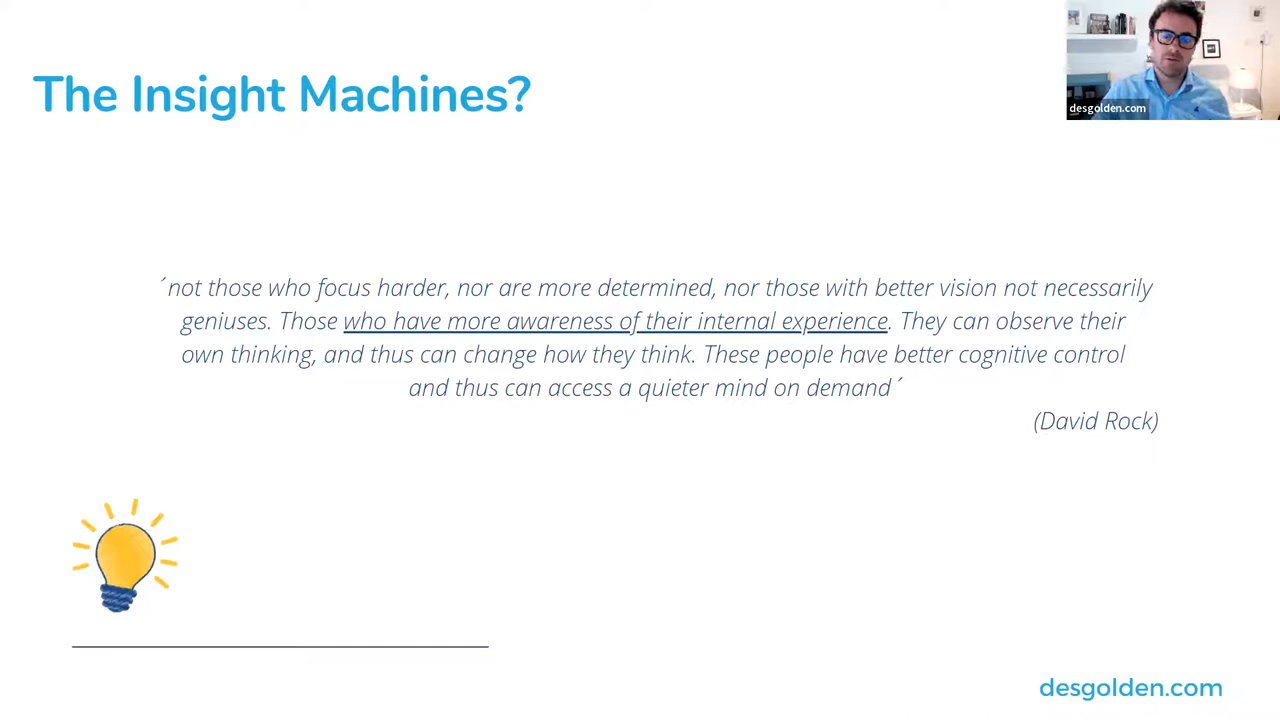 The Insight Machines?
desgolden.com
´not those who focus harder, nor are more determined, nor those with better vision not necessarily
geniuses. Those who have more awareness of their internal experience. They can observe their
own thinking, and thus can change how they think. These people have better cognitive control
and thus can access a quieter mind on demand´
(David Rock)
desgolden.com